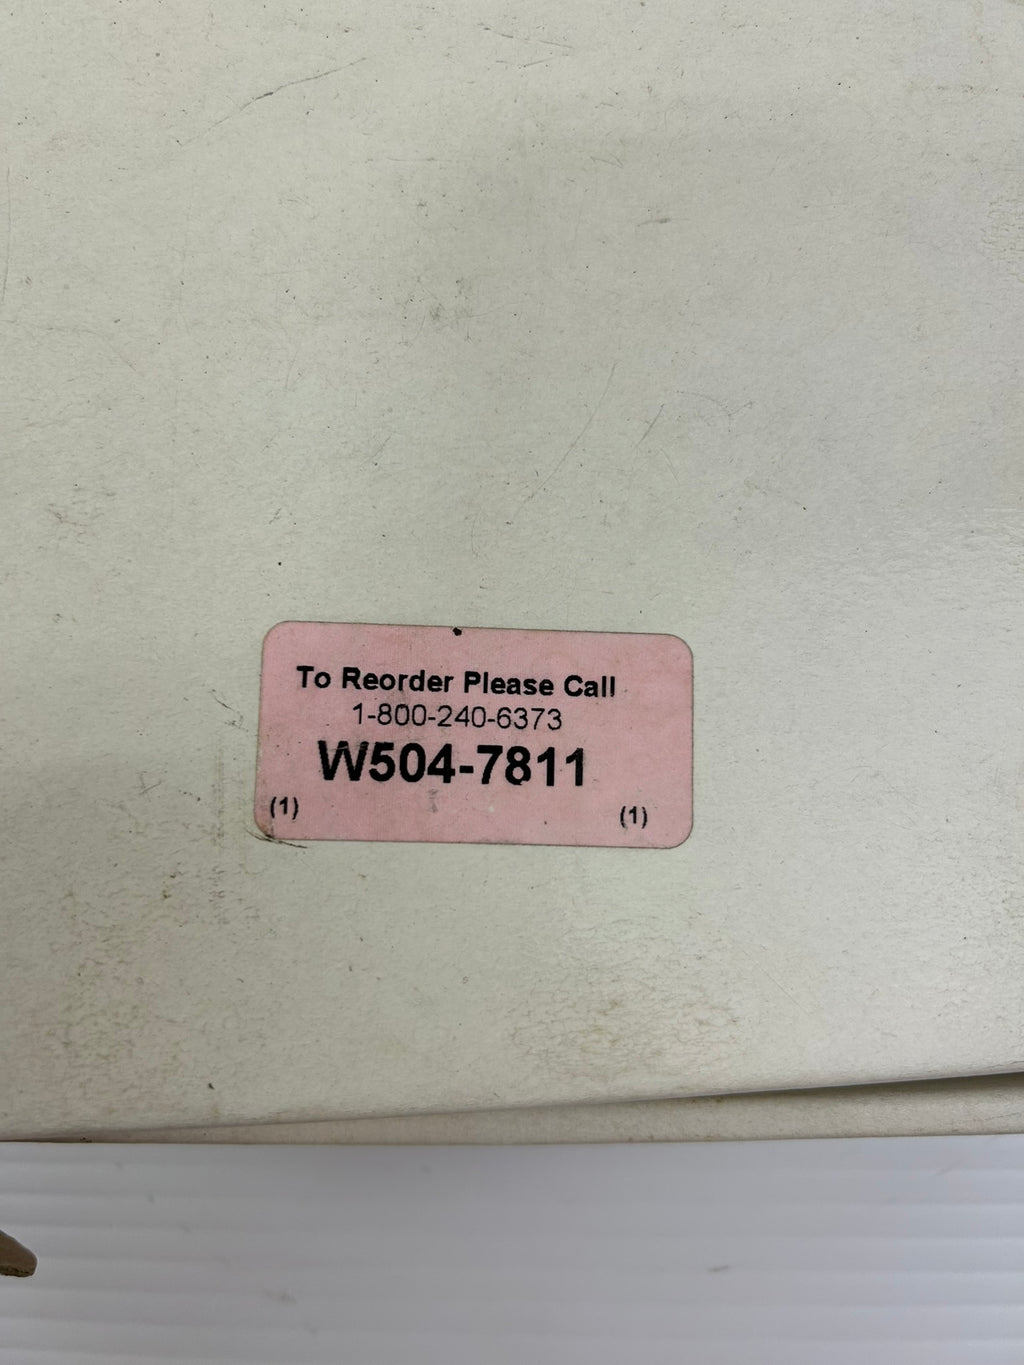 To Reorder Please Call
1-800-240-6373
W504-7811
(1) (1)